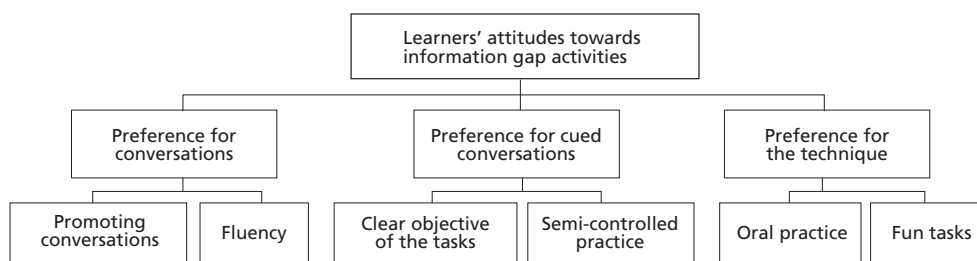 Learners’ attitudes towards
information gap activities
Preference for
conversations
Preference for cued
conversations
Preference for
the technique
Promoting
conversations
Fluency
Clear objective
of the tasks
Semi-controlled
practice
Oral practice
Fun tasks